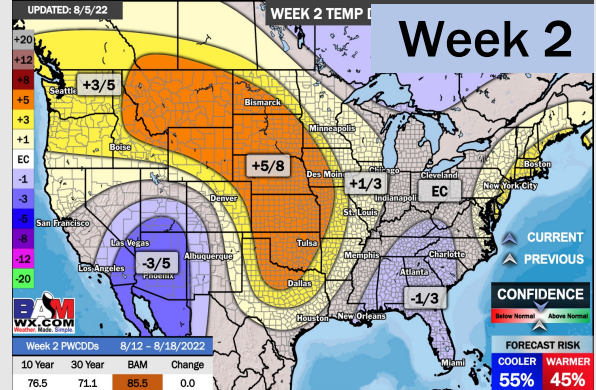 UPDATED: 8/5/22
WEEK 2 TEMP D
Week 2
+20
+12
+8
+5
+3
+1
EC
-1
-3
-5
-8
-12
-20
Seattle
+3/5
Bismarck
Minneapolis
Boise
+5/8
Des Moin
+1/3
Chicago
Cleveland
Boston
New York City
Indianapoli
EC
Denver
St. Louis
San Francisco
Las Vegas
Albuquerque
Tulsa
Memphis
Charlotte
CURRENT
PREVIOUS
Los Angeles
-3/5
Phoenix
Atlanta
Dallas
-1/3
Houston
New Orleans
Miami
BAM
WX.COM
Weather. Made. Simple.
CONFIDENCE
Below Normal
Above Normal
FORECAST RISK
COOLER
WARMER
55%
45%
Week 2 PWCDDs
8/12 – 8/18/2022
10 Year
30 Year
BAM
Change
76.5
71.1
85.5
0.0